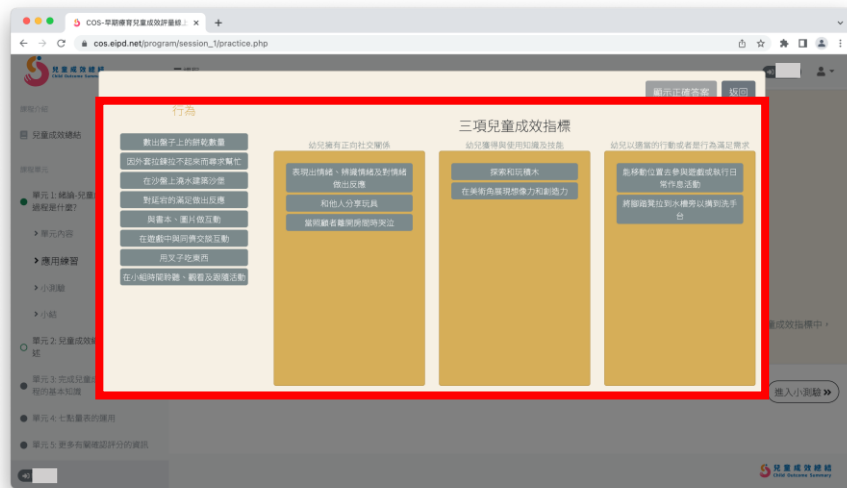 COS-早期療育兒童成效評量線上
cos.eipd.net/program/session_1/practice.php
兒童成效總結
Child Outcome Summary
課程
顯示正確答案
返回
課程介紹
兒童成效總結
課程單元
單元1: 緒論-兒童成
過程是什麼?
單元內容
應用練習
小測驗
小結
單元2: 兒童成效
述
單元3: 完成兒童
程的基本知識
單元4: 七點量表的運用
單元5: 更多有關確認評分的資訊
行為
數出盤子上的餅乾數量
因外套拉鍊拉不起來而尋求幫忙
在沙盤上澆水建築沙堡
對延宕的滿足做出反應
與書本、圖片做互動
在遊戲中與同儕交談互動
用叉子吃東西
在小組時間聆聽、觀看及跟隨活動
三項兒童成效指標
幼兒擁有正向社交關係
表現出情緒、辨識情緒及對情緒
做出反應
和他人分享玩具
當照顧者離開房間時哭泣
幼兒獲得與使用知識及技能
探索和玩積木
在美術角展現想像力和創造力
幼兒以適當的行動或者是行為滿足需求
能移動位置去參與遊戲或執行日
常作息活動
將腳踏凳拉到水槽旁以構到洗手
台
童成效指標中。
進入小測驗
兒童成效總結
Child Outcome Summary